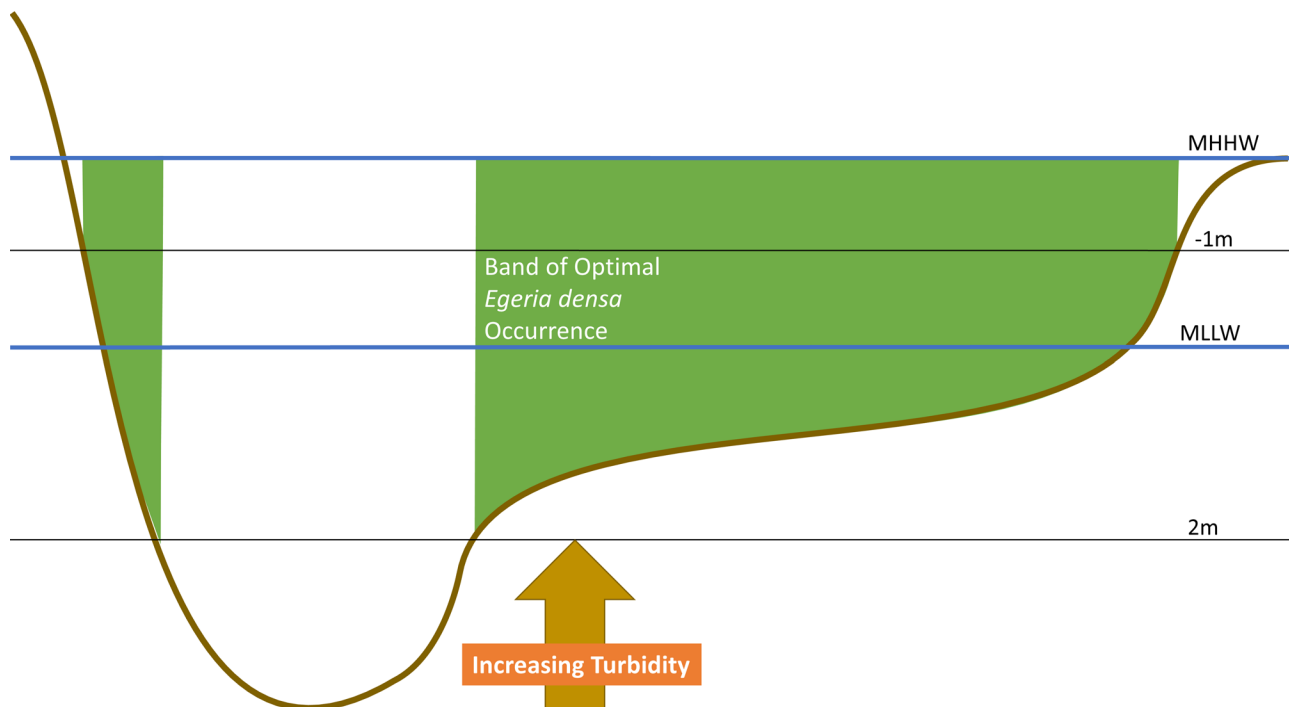 MHHW
-1m
Band of Optimal
Egeria densa
Occurrence
MLLW
2m
Increasing Turbidity